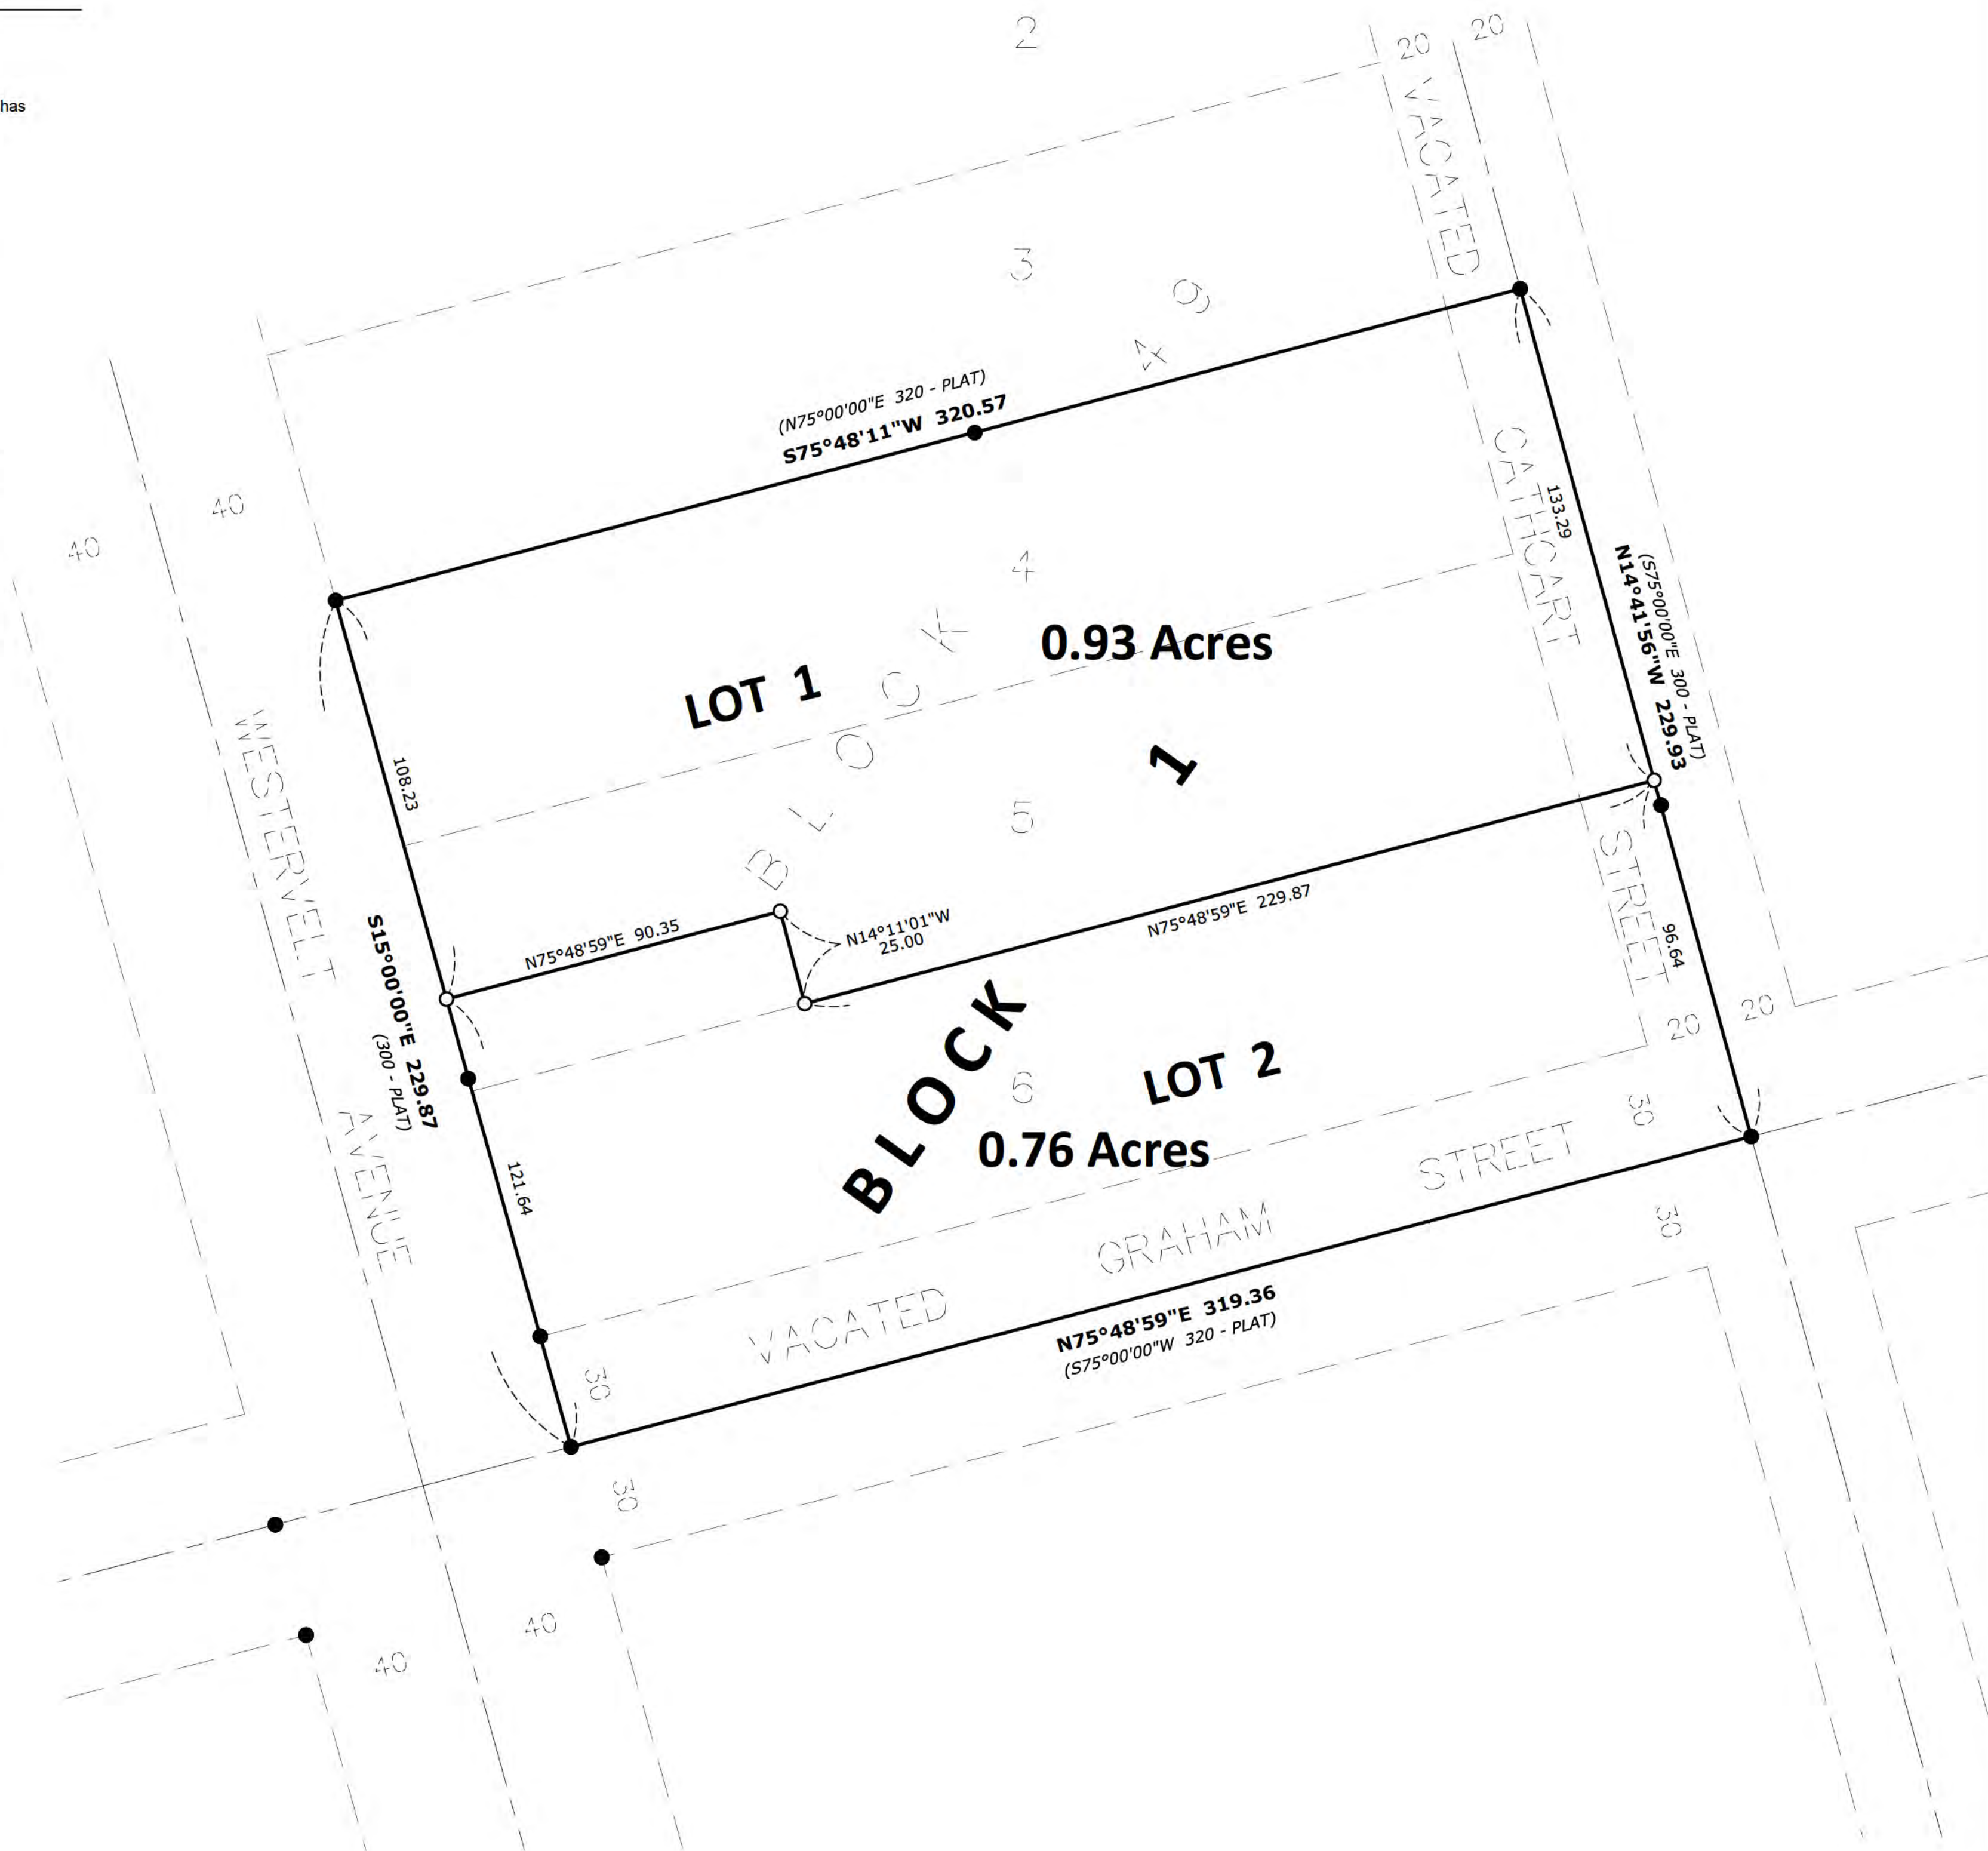 has
2
20
20
VACATED
3
49
(N75°00'00"E 320 - PLAT)
S75°48'11"W 320.57
40
40
CATHCART
133.29
4
(S75°00'00"E 300 - PLAT)
N14°41'56"W 229.93
0.93 Acres
LOT 1
BLOCK
108.23
WESTERVELT
1
5
STREET
N75°48'59"E 90.35
N14°11'01"W
25.00
N75°48'59"E 229.87
96.64
S15°00'00"E 229.87
(300 - PLAT)
BLOCK
20
20
LOT 2
6
0.76 Acres
30
121.64
AVENUE
STREET
GRAHAM
VACATED
30
N75°48'59"E 319.36
(S75°00'00"W 320 - PLAT)
30
30
40
40